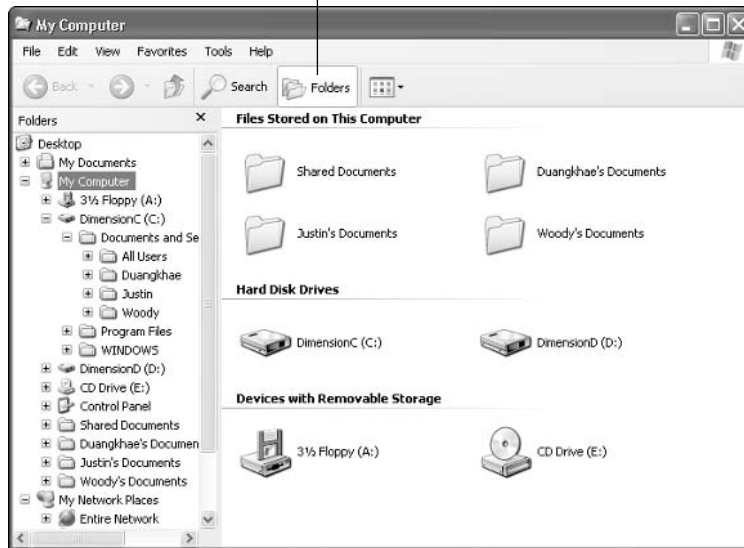 My Computer
File Edit View Favorites Tools Help
Back Search Folders
Folders
Desktop
My Documents
My Computer
3½ Floppy (A:)
DimensionC (C:)
Documents and Se
All Users
Duangkhae
Justin
Woody
Program Files
WINDOWS
DimensionD (D:)
CD Drive (E:)
Control Panel
Shared Documents
Duangkhae's Documen
Justin's Documents
Woody's Documents
My Network Places
Entire Network
Files Stored on This Computer
Shared Documents Duangkhae's Documents
Justin's Documents Woody's Documents
Hard Disk Drives
DimensionC (C:) DimensionD (D:)
Devices with Removable Storage
3½ Floppy (A:) CD Drive (E:)